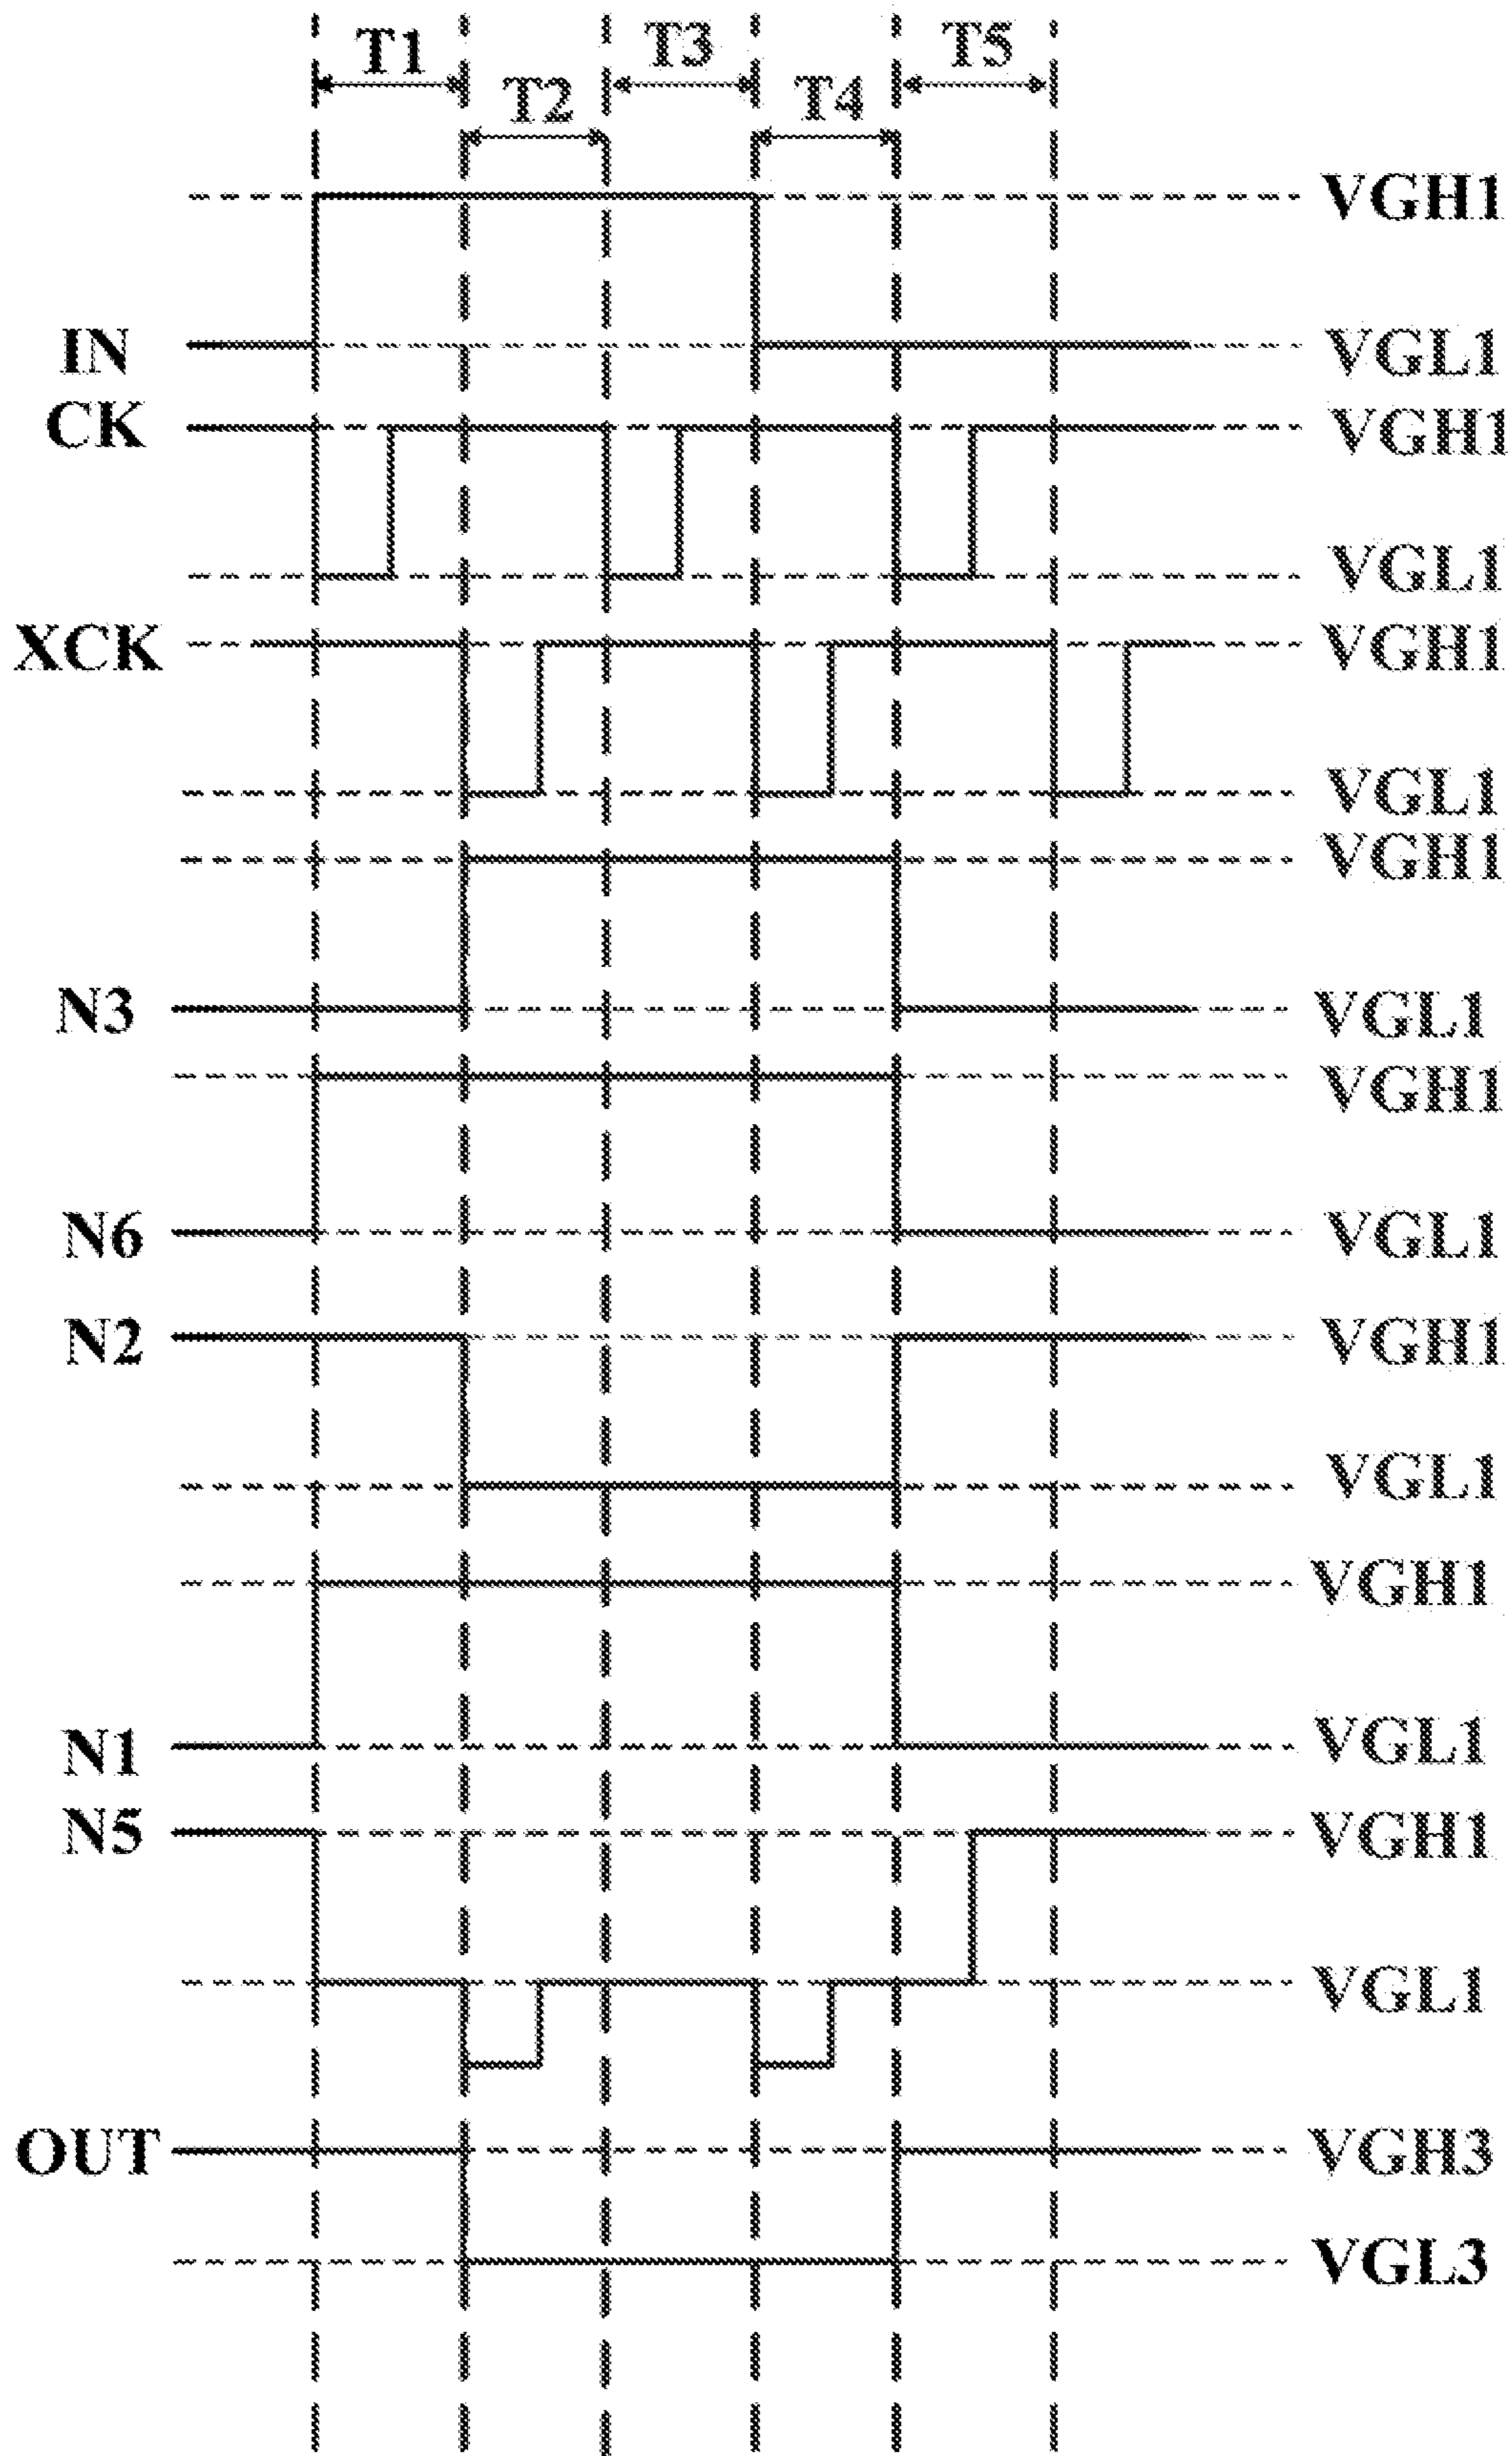 T1 T3 T5
T2 T4
VGH1
IN VGL1
CK VGH1
VGL1
XCK VGH1
VGL1
VGH1
N3 VGL1
VGH1
N6 VGL1
N2 VGH1
VGL1
VGH1
N1 VGL1
N5 VGH1
VGL1
OUT VGH3
VGL3